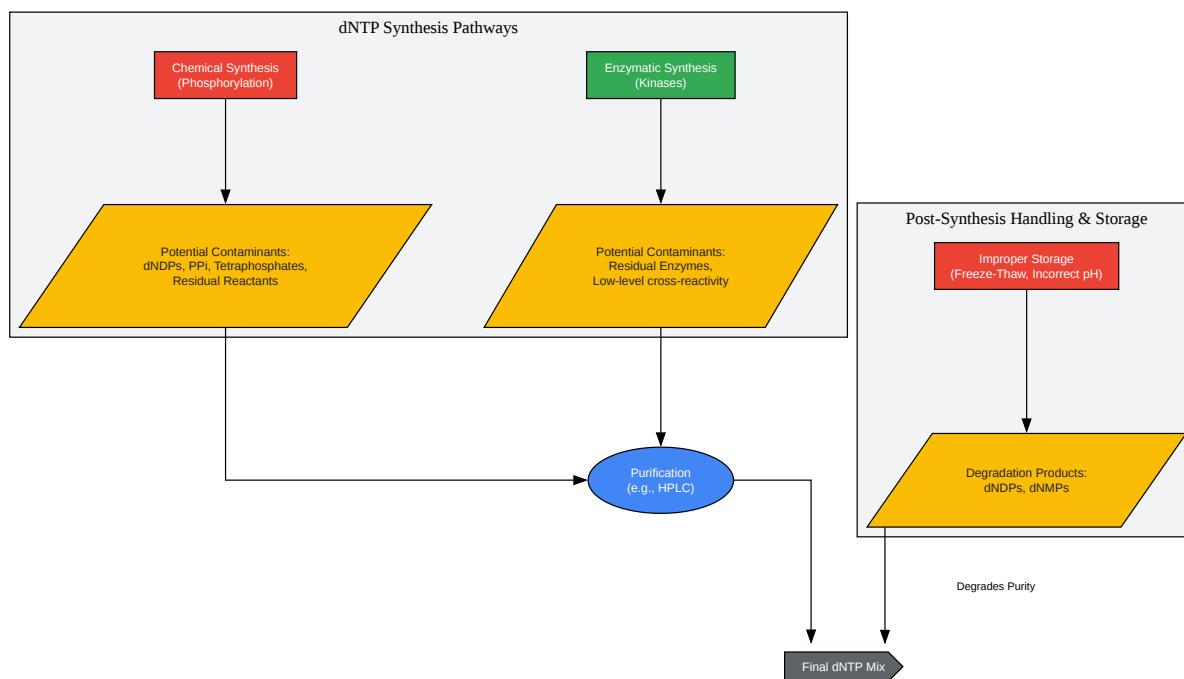 dNTP Synthesis Pathways
Chemical Synthesis
(Phosphorylation)
Enzymatic Synthesis
(Kinases)
Potential Contaminants:
dNDPs, PPi, Tetraphosphates,
Residual Reactants
Potential Contaminants:
Residual Enzymes,
Low-level cross-reactivity
Post-Synthesis Handling & Storage
Improper Storage
(Freeze-Thaw, Incorrect pH)
Purification
(e.g., HPLC)
Degradation Products:
dNDPs, dNMPs
Degrades Purity
Final dNTP Mix